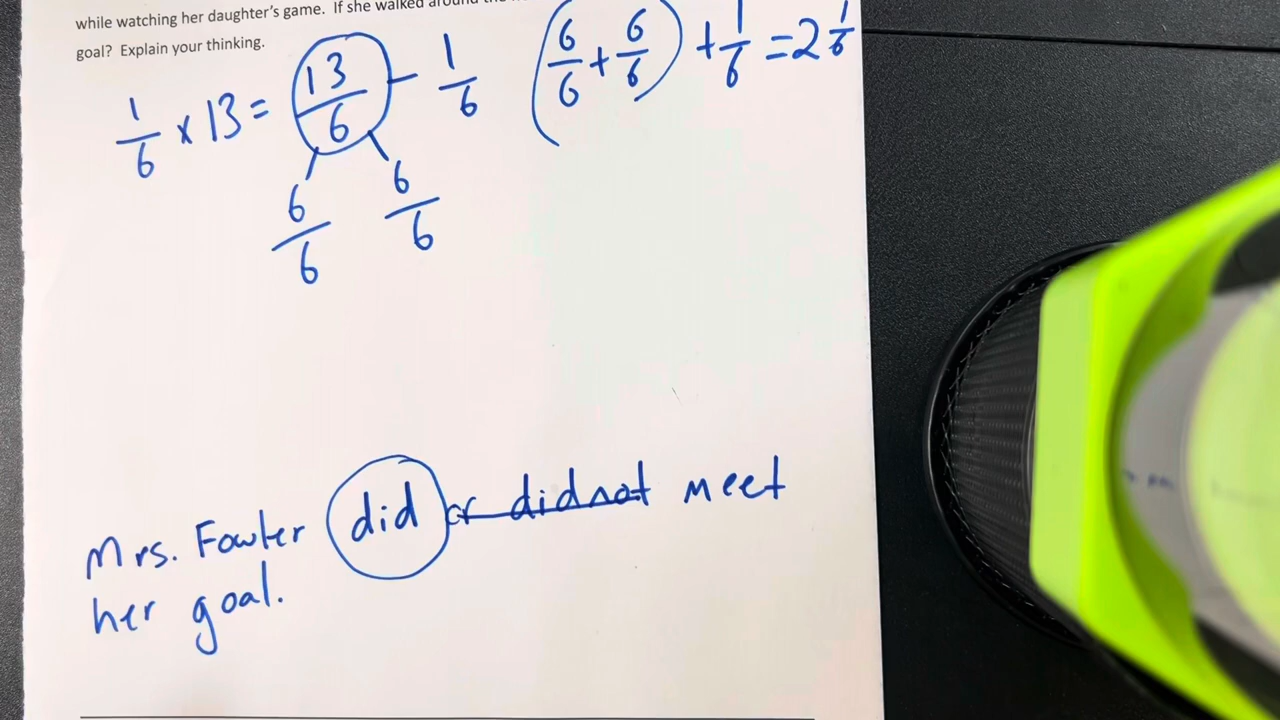 while watching her daughter's game. If she walked around the
goal? Explain your thinking.
1/6 x 13 = 13/6 - 1/6 (6/6 + 6/6) + 1/6 = 2 1/6
6/6 6/6
Mrs. Fowler did or did not meet
her goal.